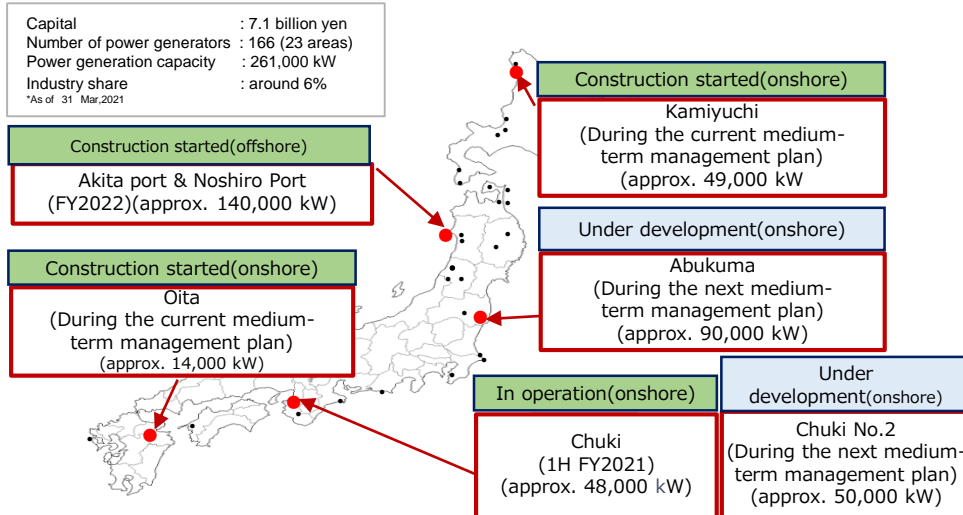 Capital : 7.1 billion yen
Number of power generators : 166 (23 areas)
Power generation capacity : 261,000 kW
Industry share : around 6%
*As of 31 Mar,2021
Construction started(onshore)
Kamiyuchi
(During the current medium-
term management plan)
(approx. 49,000 kW
Construction started(offshore)
Akita port & Noshiro Port
(FY2022)(approx. 140,000 kW)
Under development(onshore)
Abukuma
(During the next medium-
term management plan)
(approx. 90,000 kW)
Construction started(onshore)
Oita
(During the current medium-
term management plan)
(approx. 14,000 kW)
In operation(onshore)
Chuki
(1H FY2021)
(approx. 48,000 kW)
Under
development(onshore)
Chuki No.2
(During the next medium-
term management plan)
(approx. 50,000 kW)